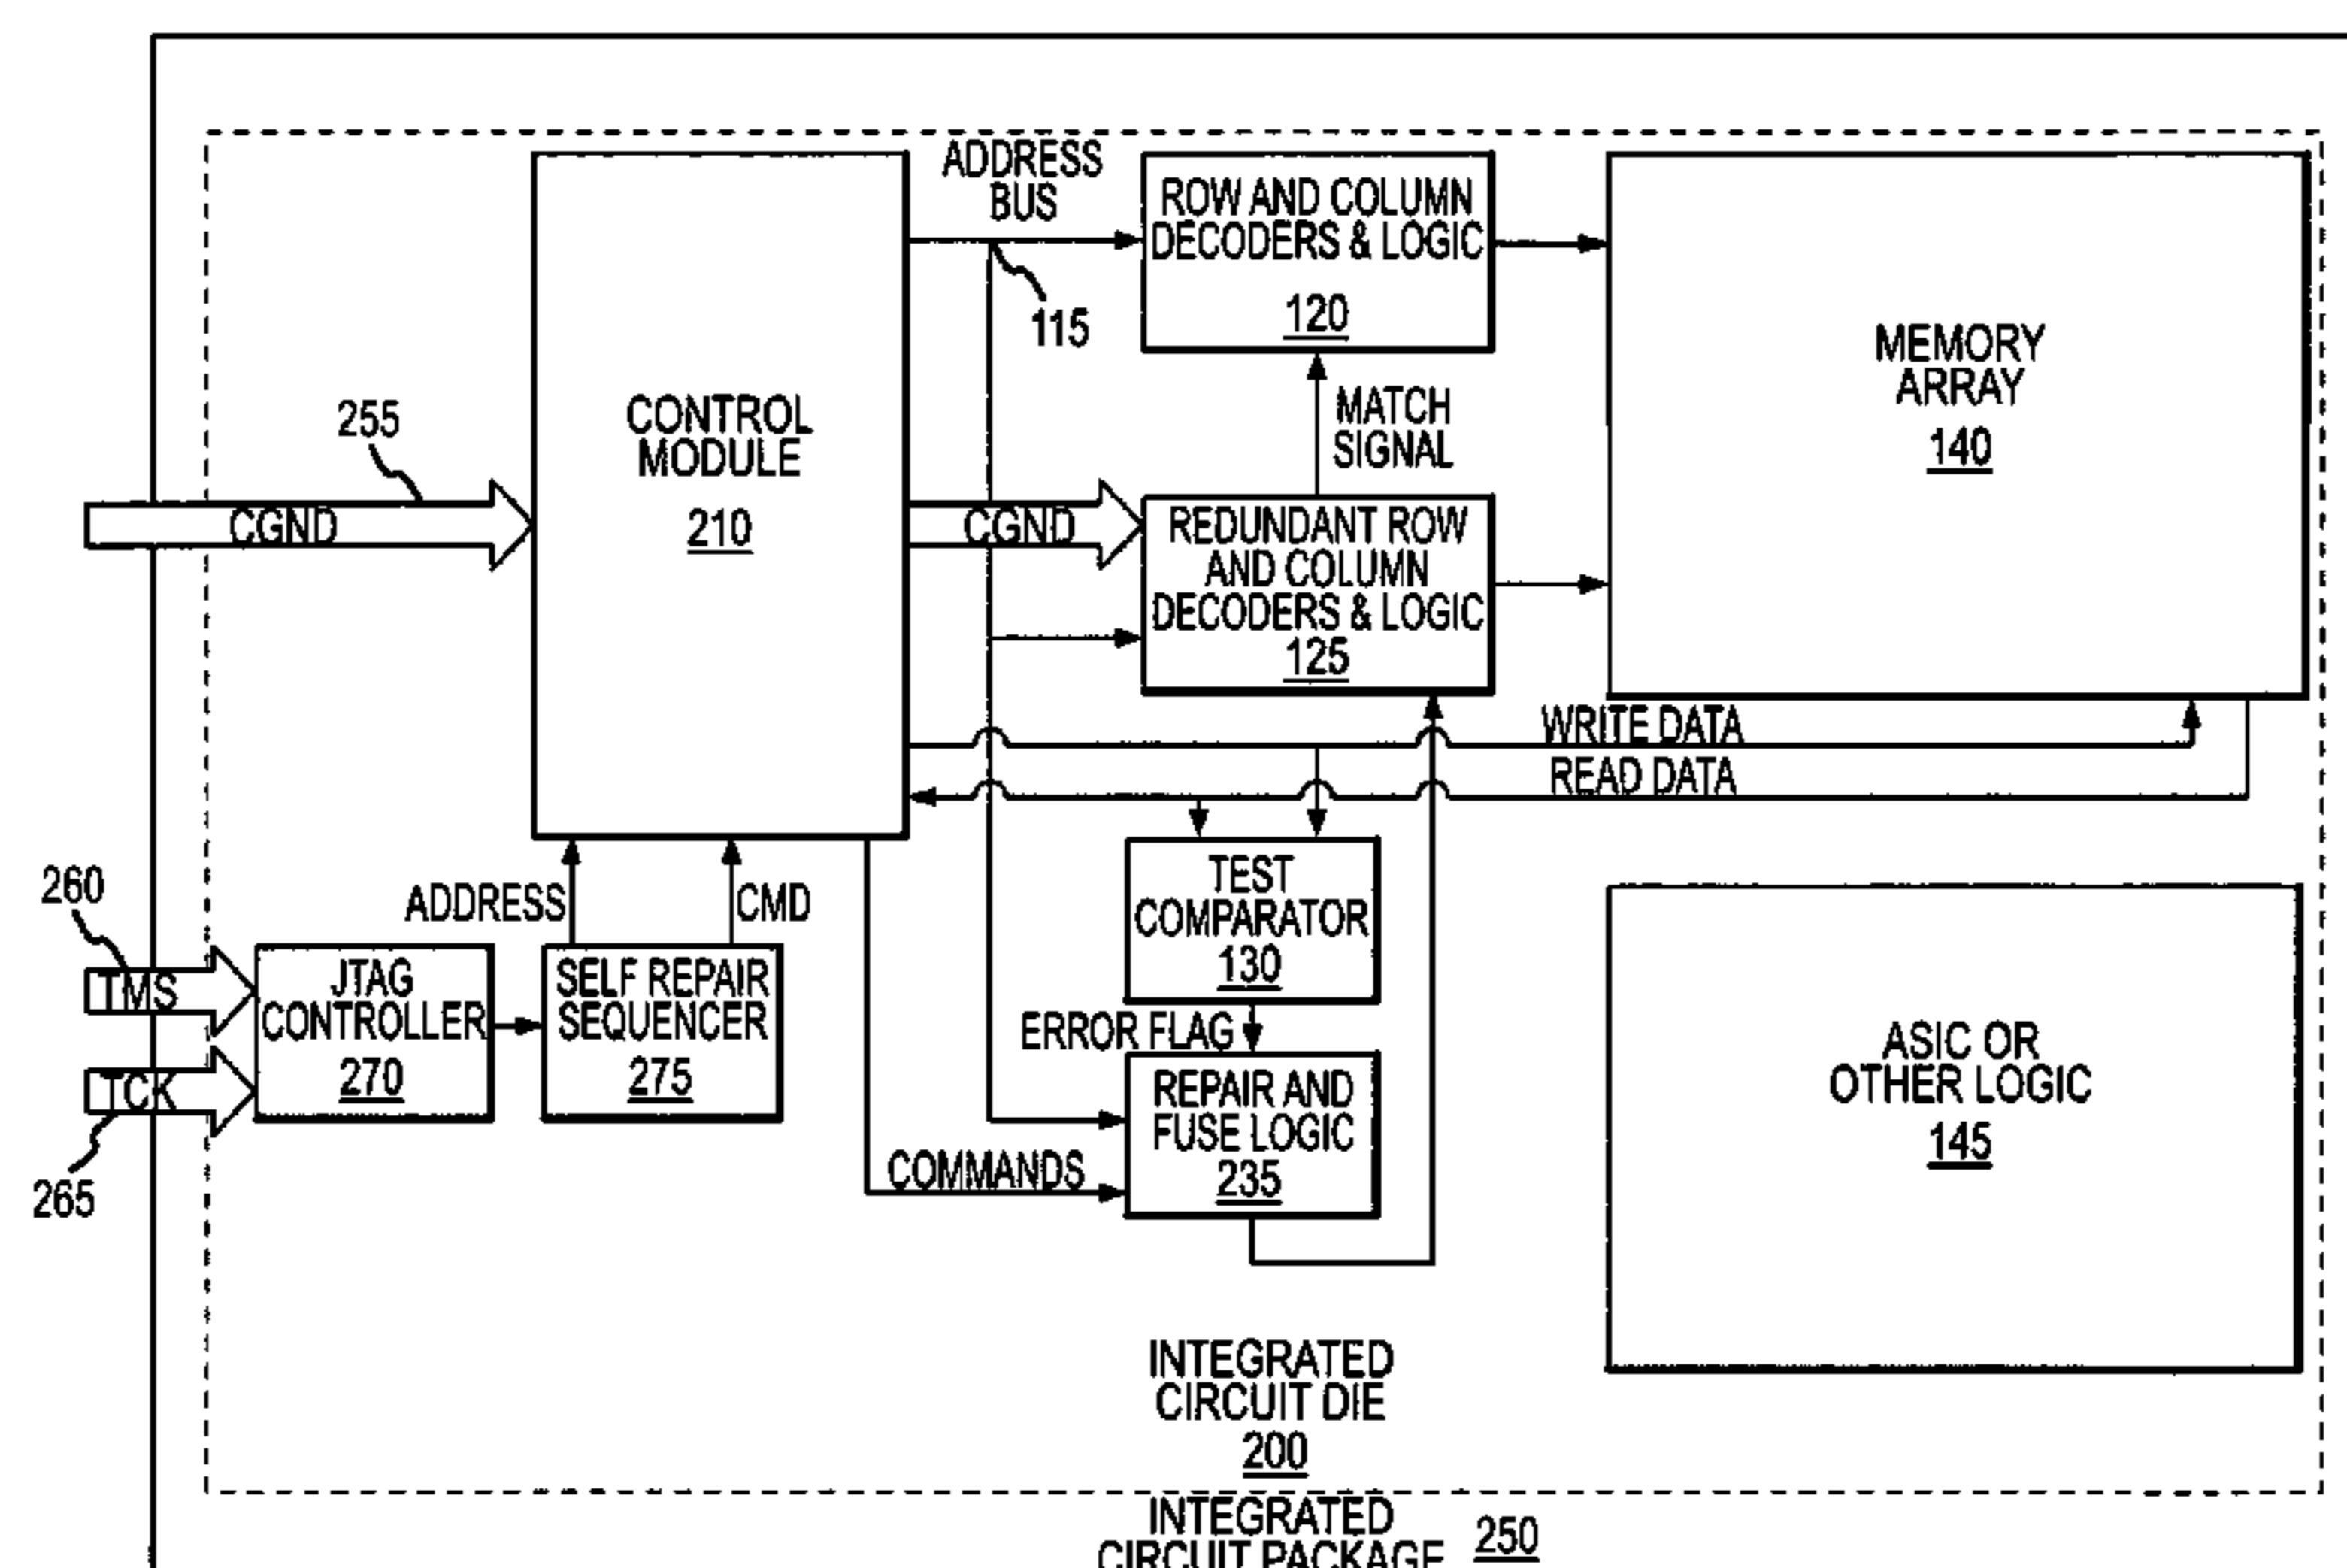 ADDRESS
BUS
ROW AND COLUMN
DECODERS & LOGIC
120
115
MEMORY
ARRAY
140
CONTROL
MODULE
210
255
CGND
CGND
MATCH
SIGNAL
REDUNDANT ROW
AND COLUMN
DECODERS & LOGIC
125
WRITE DATA
READ DATA
260
ADDRESS
CMD
TMS
TCK
265
JTAG
CONTROLLER
270
SELF REPAIR
SEQUENCER
275
TEST
COMPARATOR
130
ERROR FLAG
REPAIR AND
FUSE LOGIC
235
COMMANDS
ASIC OR
OTHER LOGIC
145
INTEGRATED
CIRCUIT DIE
200
INTEGRATED
CIRCUIT PACKAGE 250